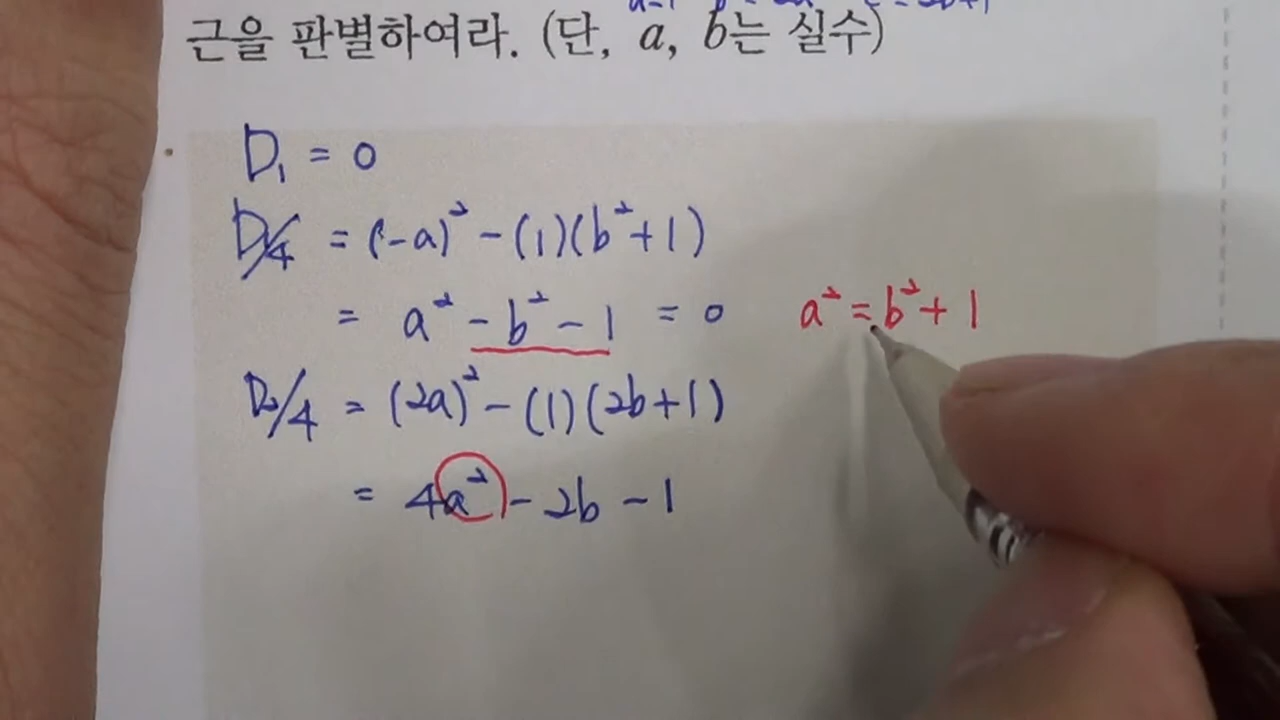 근을 판별하여라. (단, a, b는 실수)
D₁ = 0
D/4 = (-a)² - (1)(b²+1)
= a² - b² - 1 = 0 a² = b² + 1
D₂/4 = (2a)² - (1)(2b+1)
= 4a² - 2b - 1